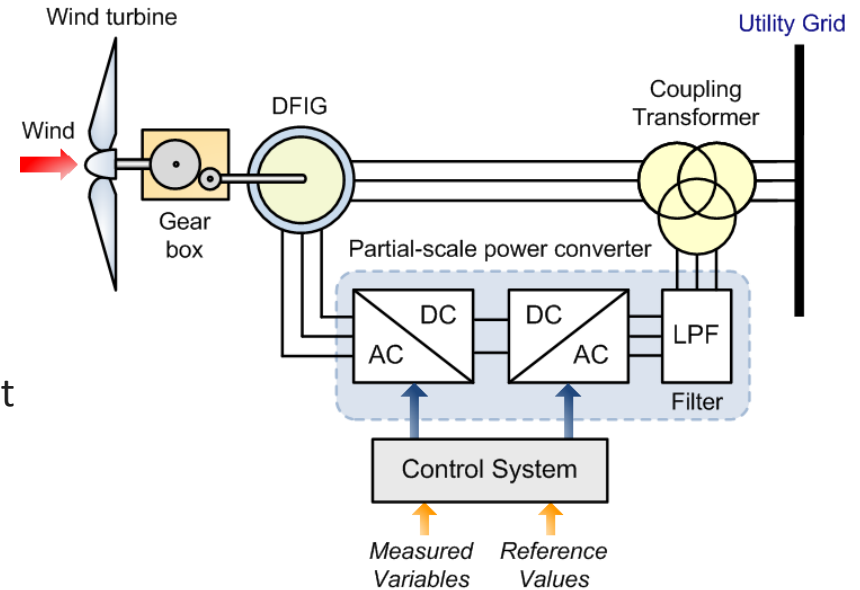 Wind turbine
Utility Grid
Coupling
Transformer
DFIG
Wind
Gear
box
Partial-scale power converter
DC
DC
LPF
AC
AC
t
Filter
Control System
Measured
Variables
Reference
Values